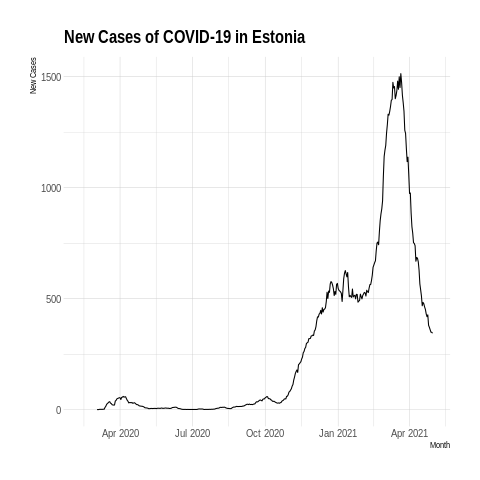 New Cases of COVID-19 in Estonia
New Cases
1500
1000
500
0
Apr 2020 Jul 2020 Oct 2020 Jan 2021 Apr 2021
Month